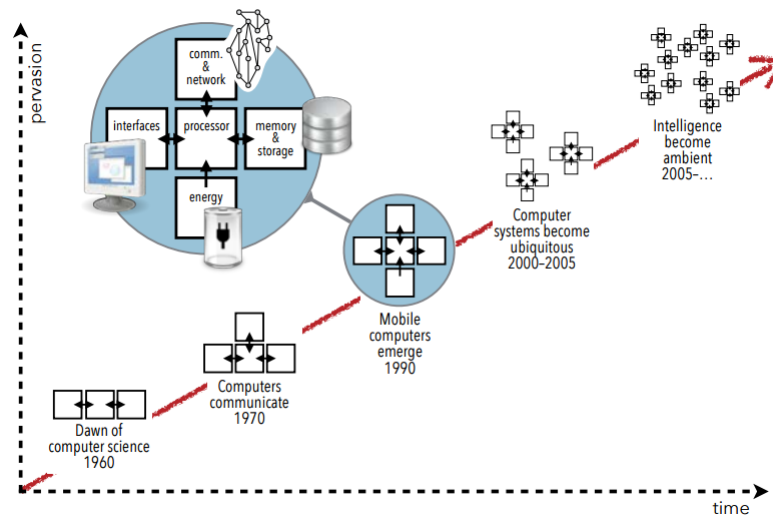 pervasion
comm.
&
network
interfaces
processor
memory
&
storage
energy
Intelligence
become
ambient
2005–...
Computer
systems become
ubiquitous
2000–2005
Mobile
computers
emerge
1990
Computers
communicate
1970
Dawn of
computer science
1960
time